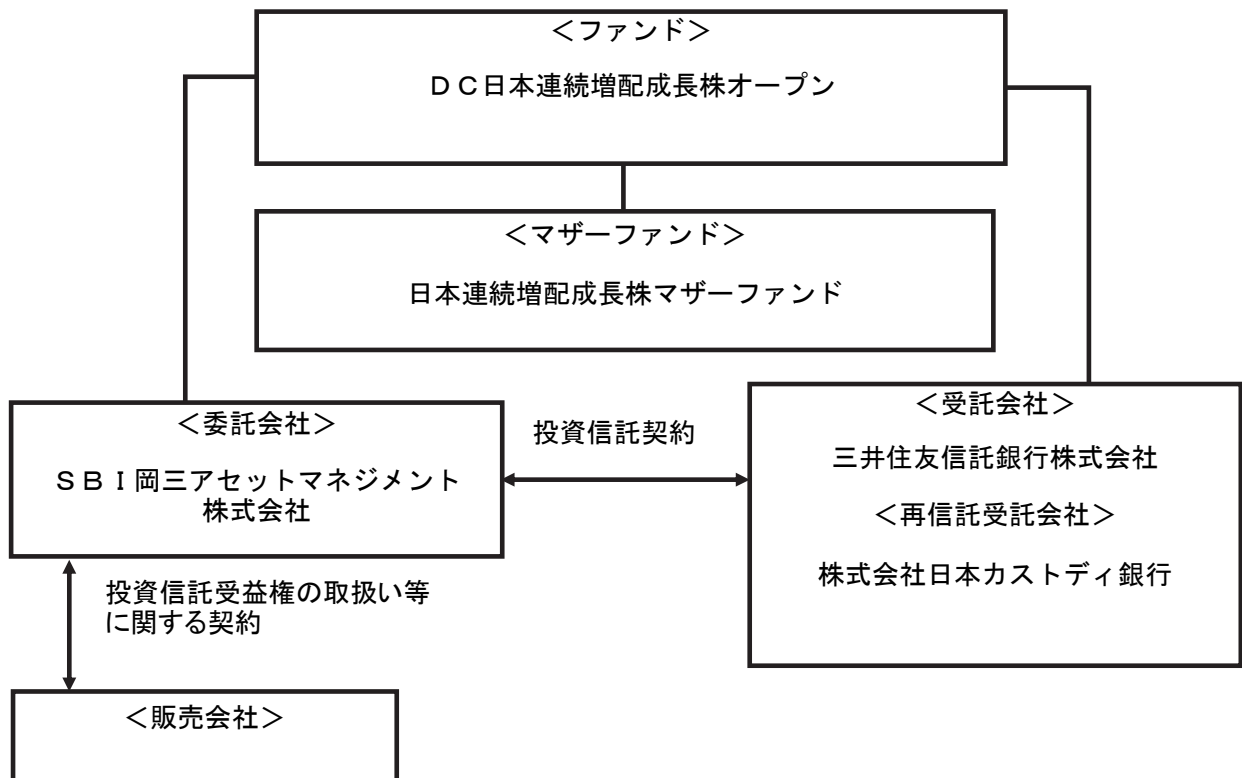 ＜ファンド＞
ＤＣ日本連続増配成長株オープン
＜マザーファンド＞
日本連続増配成長株マザーファンド
＜委託会社＞
ＳＢＩ岡三アセットマネジメント
株式会社
投資信託契約
＜受託会社＞
三井住友信託銀行株式会社
＜再信託受託会社＞
株式会社日本カストディ銀行
投資信託受益権の取扱い等
に関する契約
＜販売会社＞